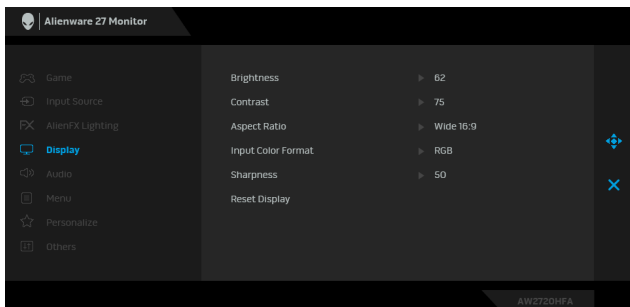 Alienware 27 Monitor
Game
Input Source
AlienFX Lighting
Display
Audio
Menu
Personalize
Others
Brightness 62
Contrast 75
Aspect Ratio Wide 16:9
Input Color Format RGB
Sharpness 50
Reset Display
AW2720HFA